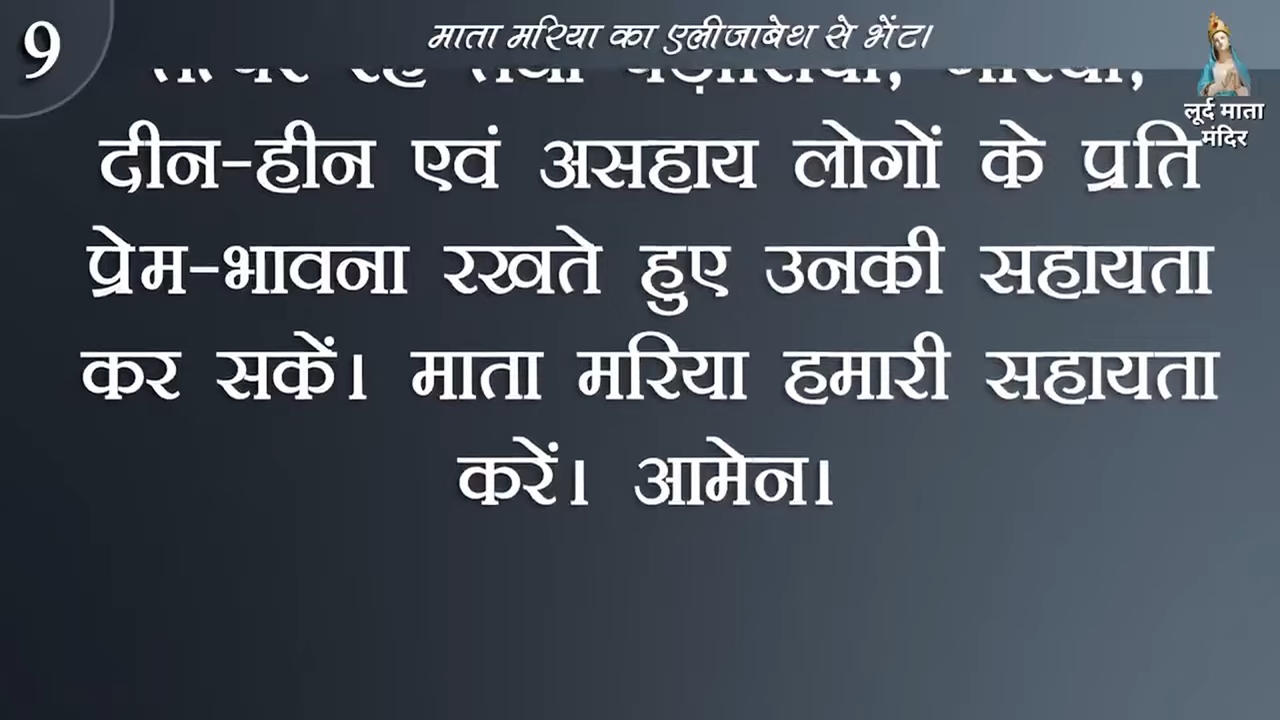 9
माता मरिया का एलीजाबेथ से भेंट।
लूर्द माता
मंदिर
दीन-हीन एवं असहाय लोगों के प्रति
प्रेम-भावना रखते हुए उनकी सहायता
कर सकें। माता मरिया हमारी सहायता
करें। आमेन।